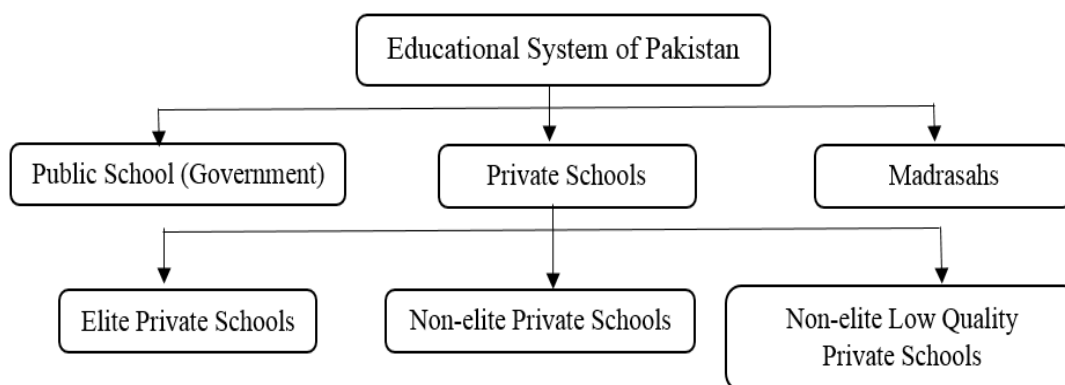 Educational System of Pakistan
Public School (Government)
Private Schools
Madrasahs
Elite Private Schools
Non-elite Private Schools
Non-elite Low Quality
Private Schools